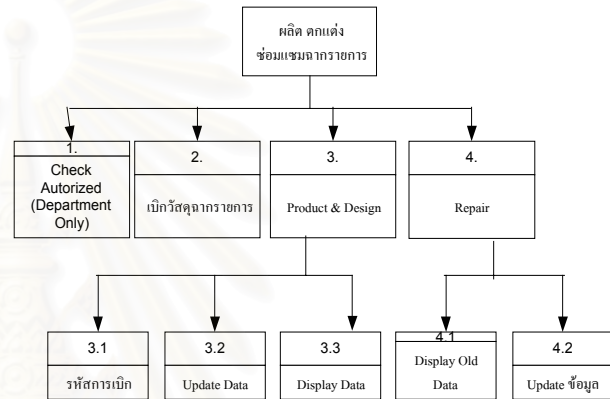 ผลิต ตกแต่ง
ซ่อมแซมฉากรายการ
1.
Check
Autorized
(Department
Only)
2.
เบิกวัสดุฉากรายการ
3.
Product & Design
4.
Repair
3.1
รหัสการเบิก
3.2
Update Data
3.3
Display Data
4.1
Display Old
Data
4.2
Update ข้อมูล